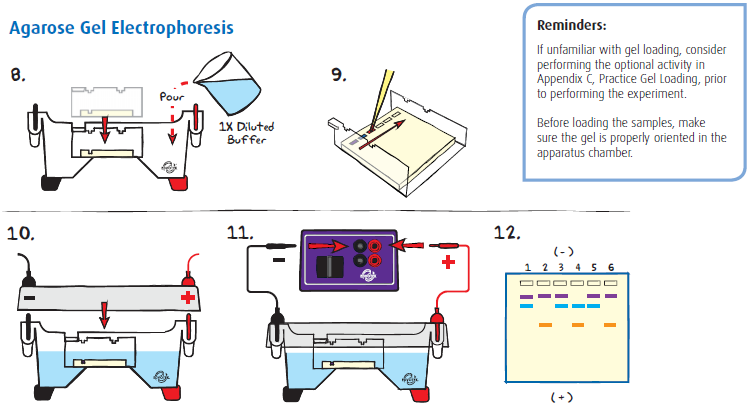 Agarose Gel Electrophoresis
Reminders:
If unfamiliar with gel loading, consider
performing the optional activity in
Appendix C, Practice Gel Loading, prior
to performing the experiment.
Before loading the samples, make
sure the gel is properly oriented in the
apparatus chamber.
8.
Pour
1X Diluted
Buffer
9.
10.
-
+
11.
-
+
12.
(-)
1 2 3 4 5 6
(+)